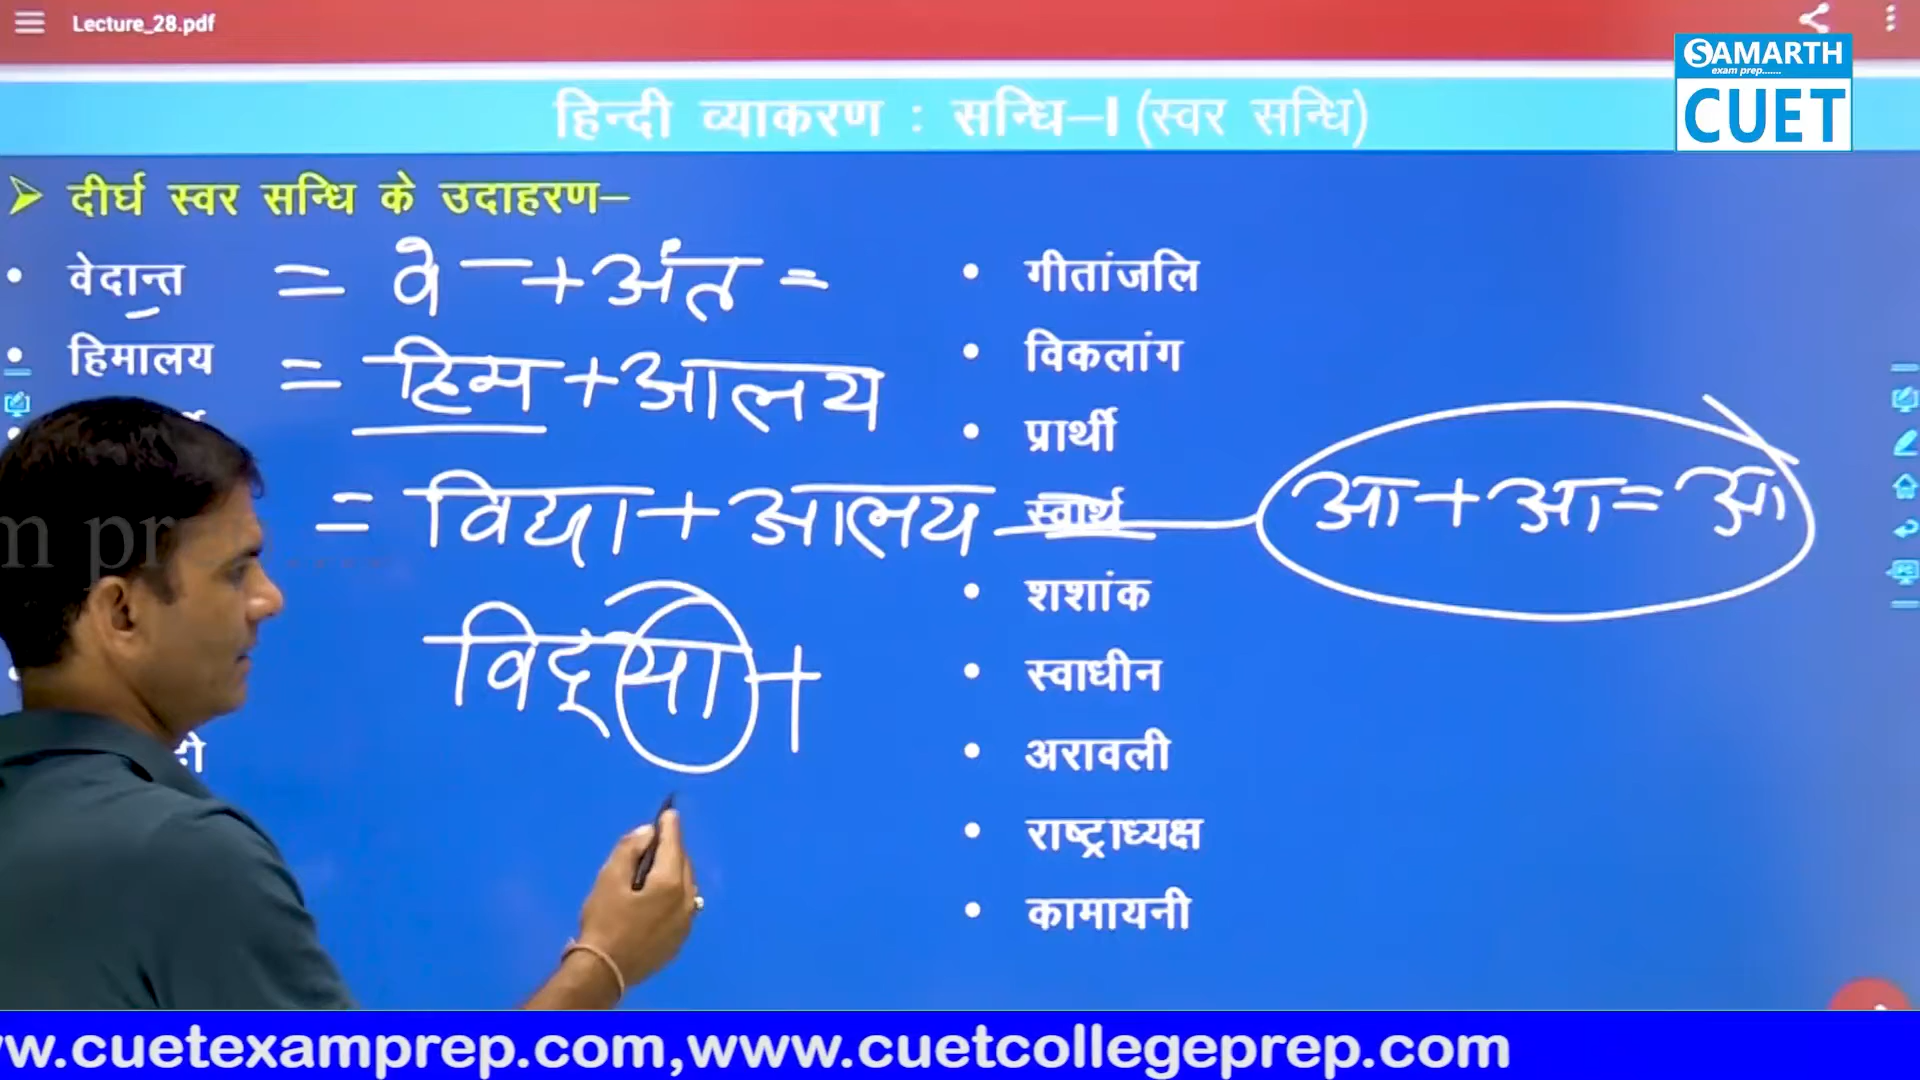 Lecture_28.pdf
SAMARTH
exam prep.......
CUET
हिन्दी व्याकरण : सन्धि–I (स्वर सन्धि)
दीर्घ स्वर सन्धि के उदाहरण–
वेदान्त = वे – + अंत =
हिमालय = हिम + आलय
= विद्या + आलय
विद्या +
गीतांजलि
विकलांग
प्रार्थी
स्वार्थ
आ + आ = आ
शशांक
स्वाधीन
अरावली
राष्ट्राध्यक्ष
कामायनी
m pr
w.cuetexamprep.com,www.cuetcollegeprep.com